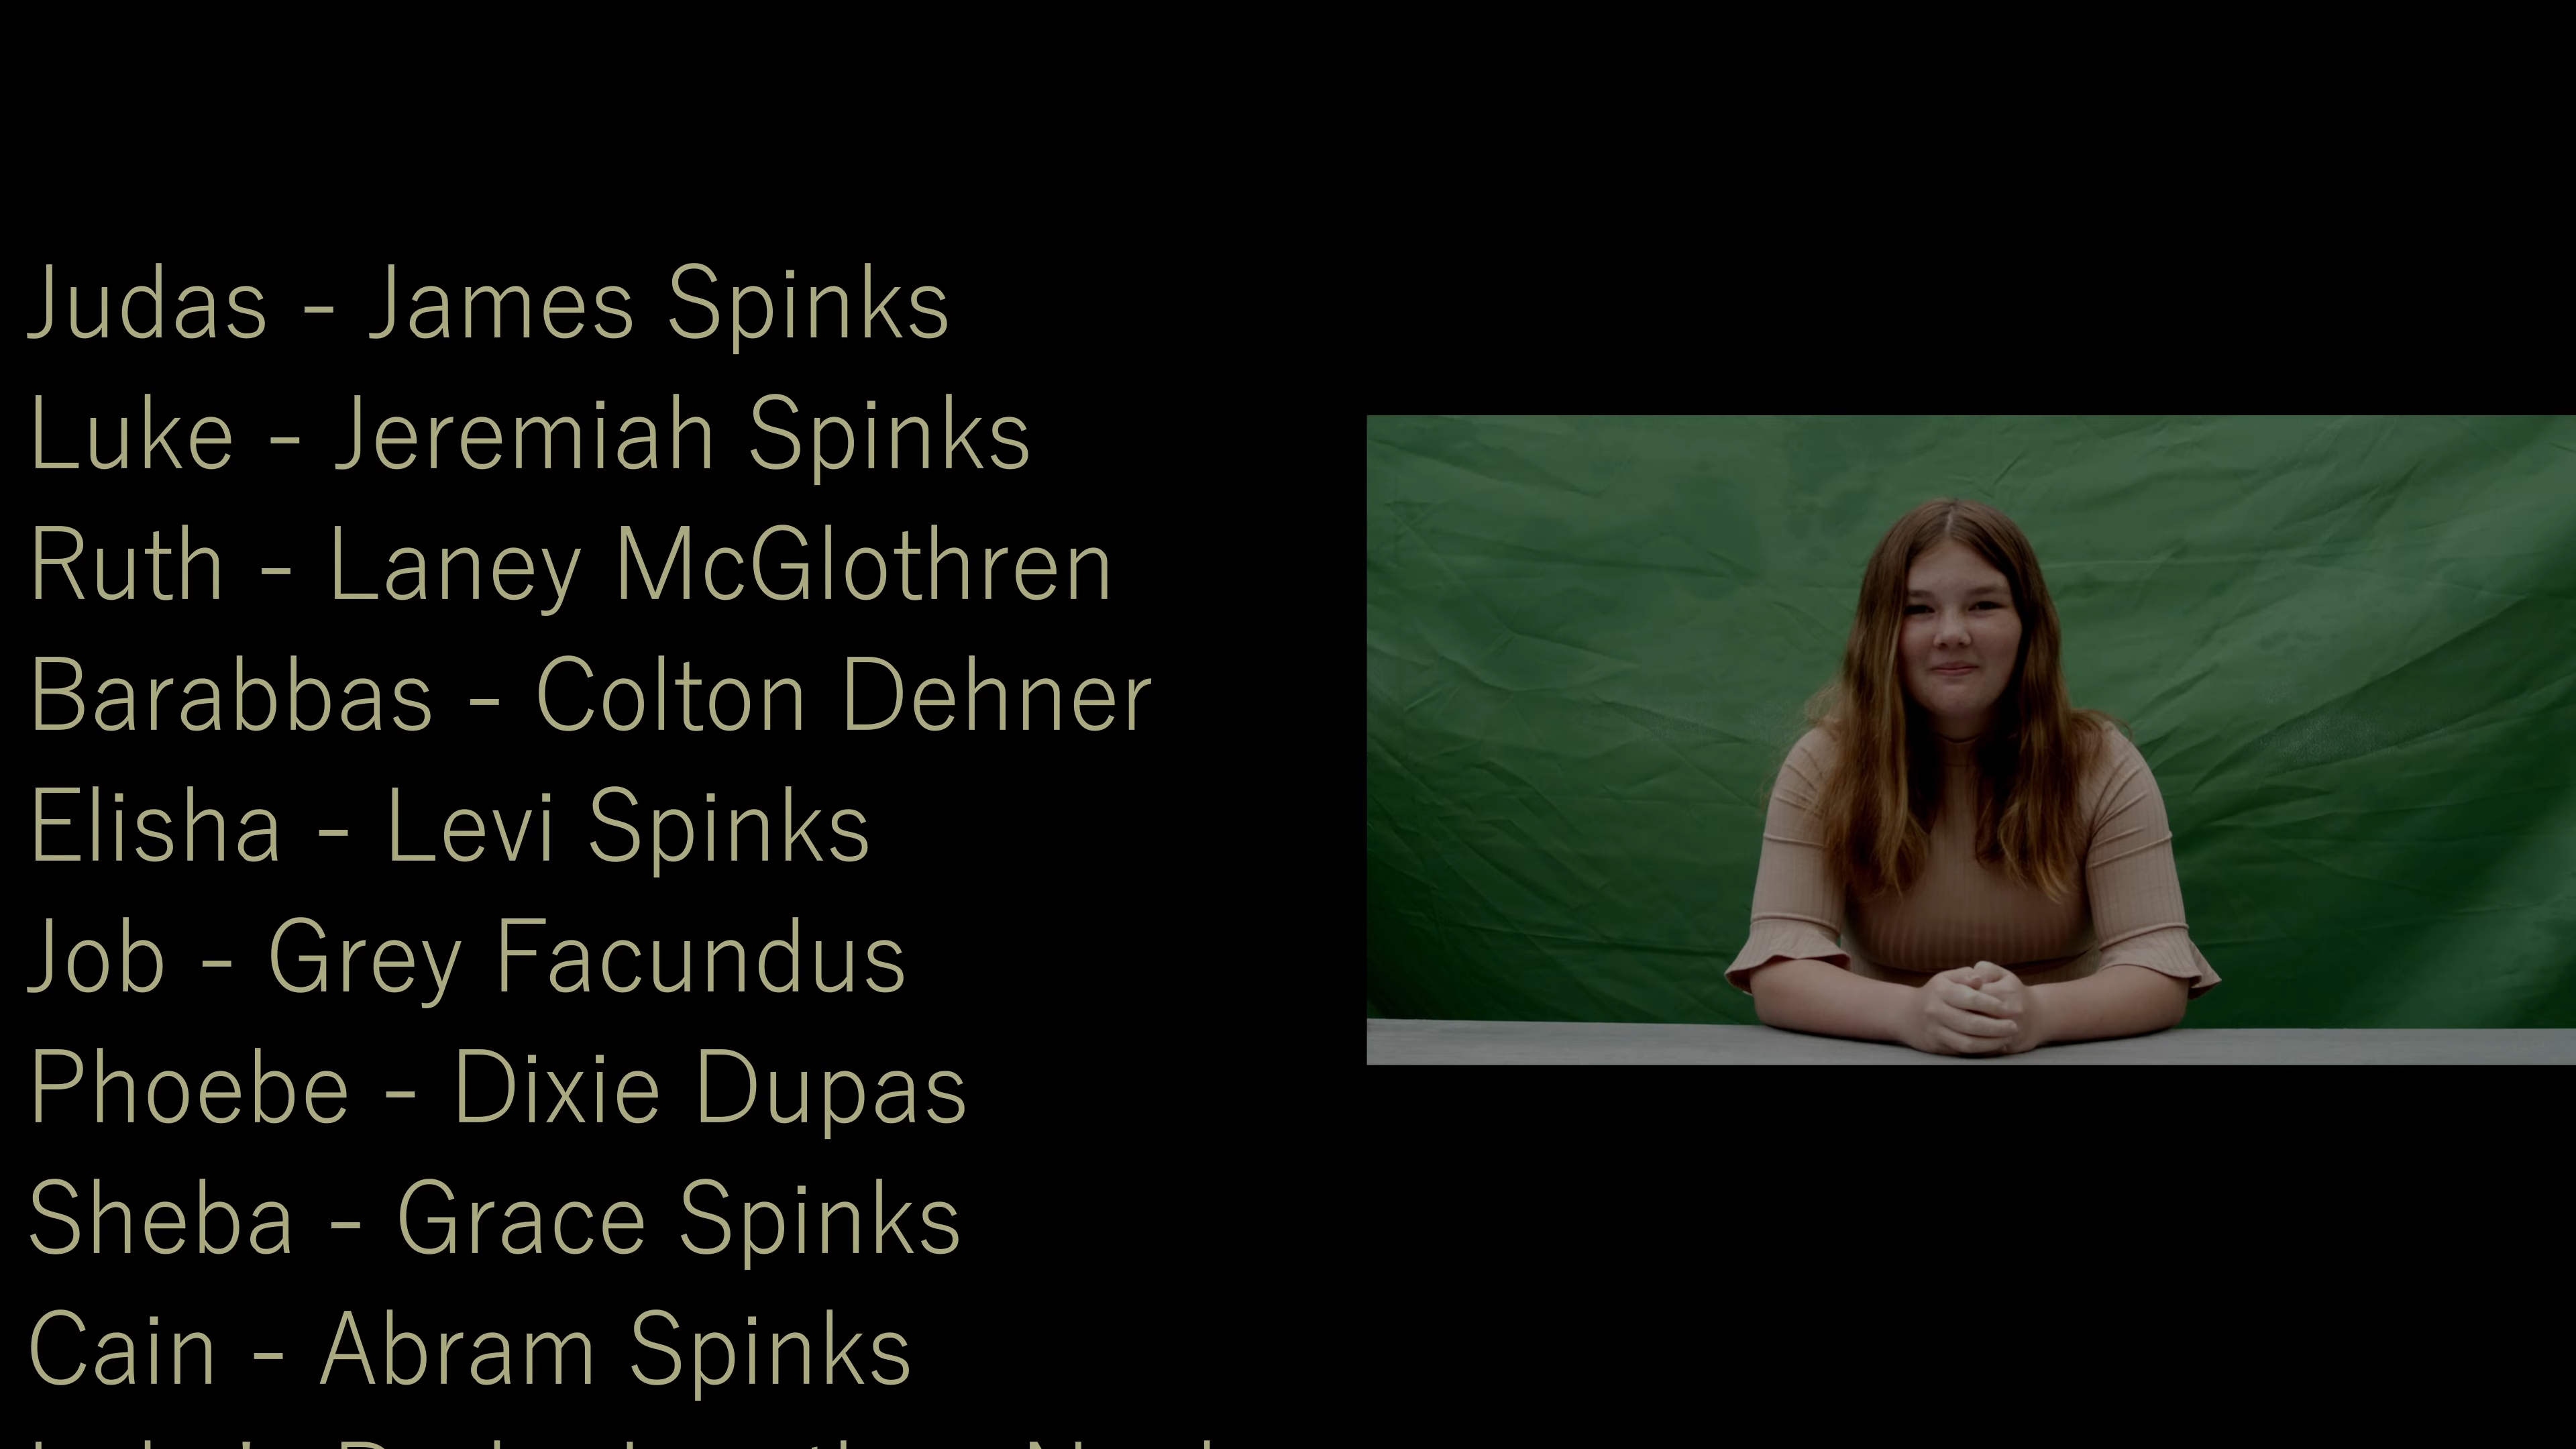 Judas - James Spinks
Luke - Jeremiah Spinks
Ruth - Laney McGlothren
Barabbas - Colton Dehner
Elisha - Levi Spinks
Job - Grey Facundus
Phoebe - Dixie Dupas
Sheba - Grace Spinks
Cain - Abram Spinks